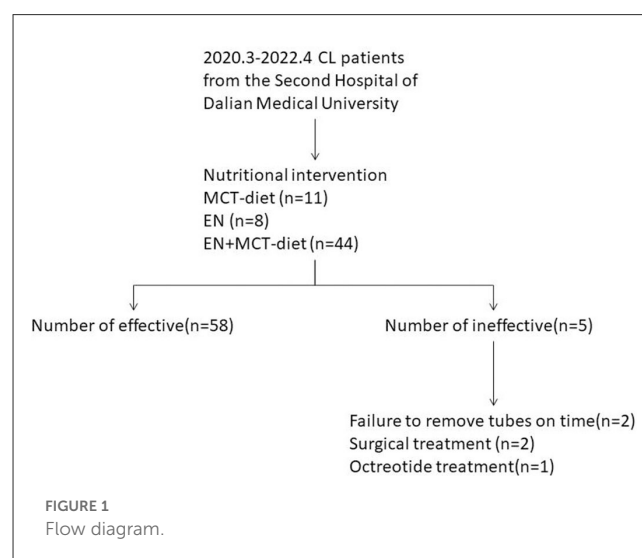 2020.3-2022.4 CL patients
from the Second Hospital of
Dalian Medical University
Nutritional intervention
MCT-diet (n=11)
EN (n=8)
EN+MCT-diet (n=44)
Number of effective(n=58)
Number of ineffective(n=5)
Failure to remove tubes on time(n=2)
Surgical treatment (n=2)
Octreotide treatment(n=1)
FIGURE 1
Flow diagram.